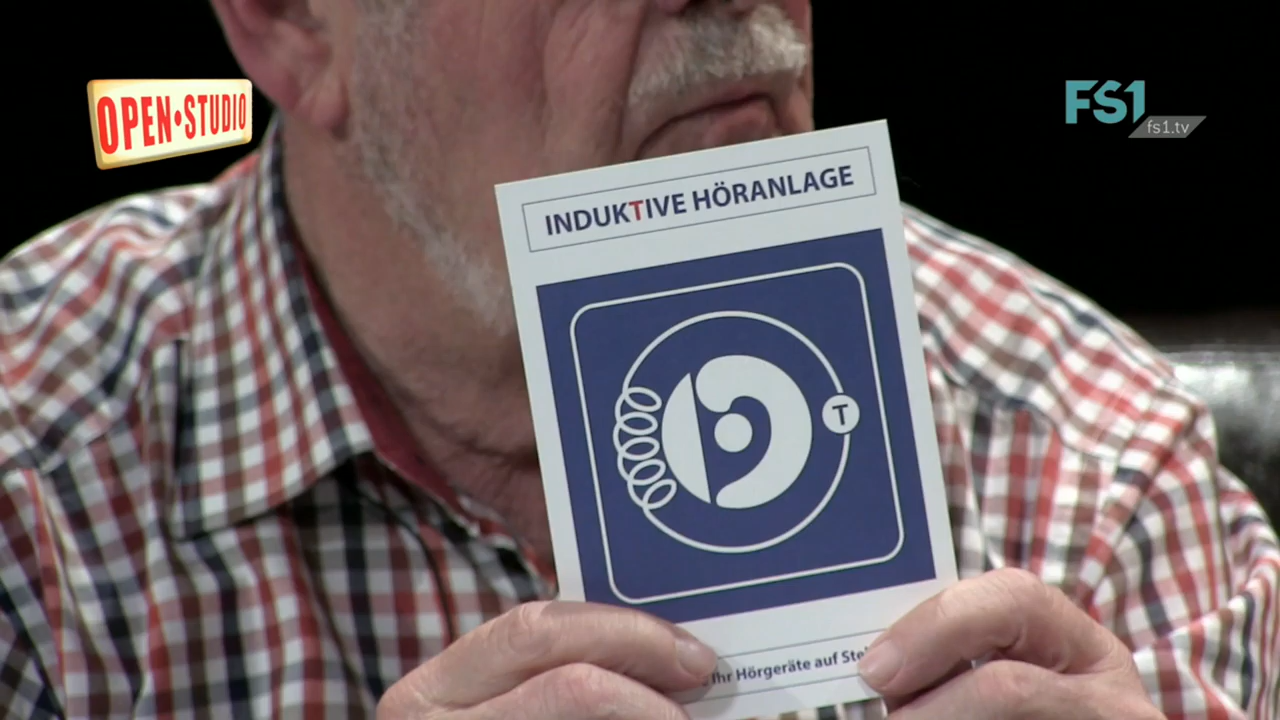 OPEN•STUDIO
FS1
fs1.tv
INDUKTIVE HÖRANLAGE
T
Ihr Hörgeräte auf